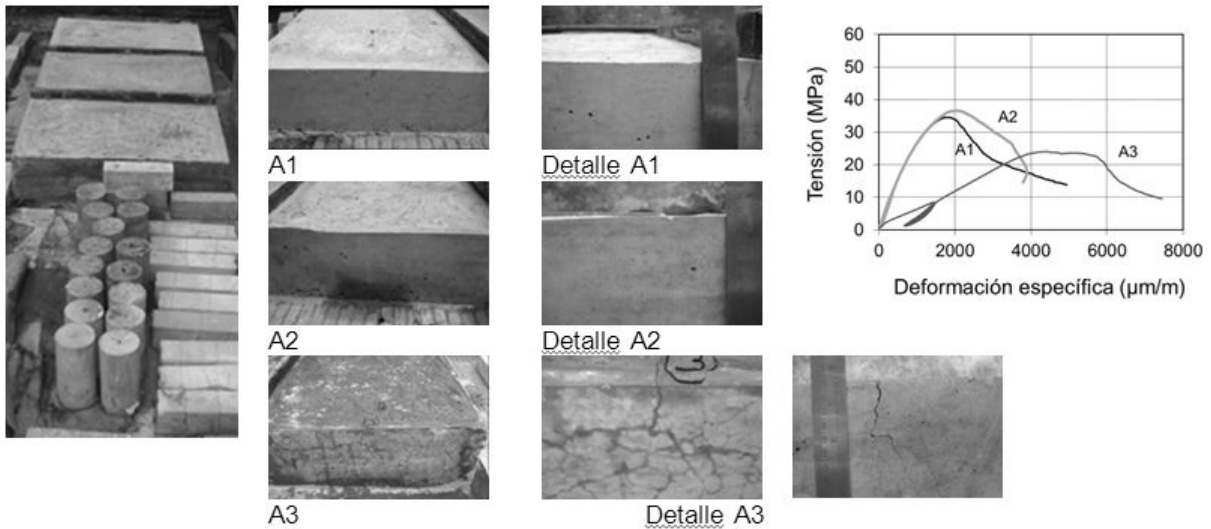 A1
Detalle A1
A2
Detalle A2
A3
Detalle A3
Tensión (MPa)
60
50
40
30
20
10
0
A2
A1
A3
0 2000 4000 6000 8000
Deformación específica (µm/m)